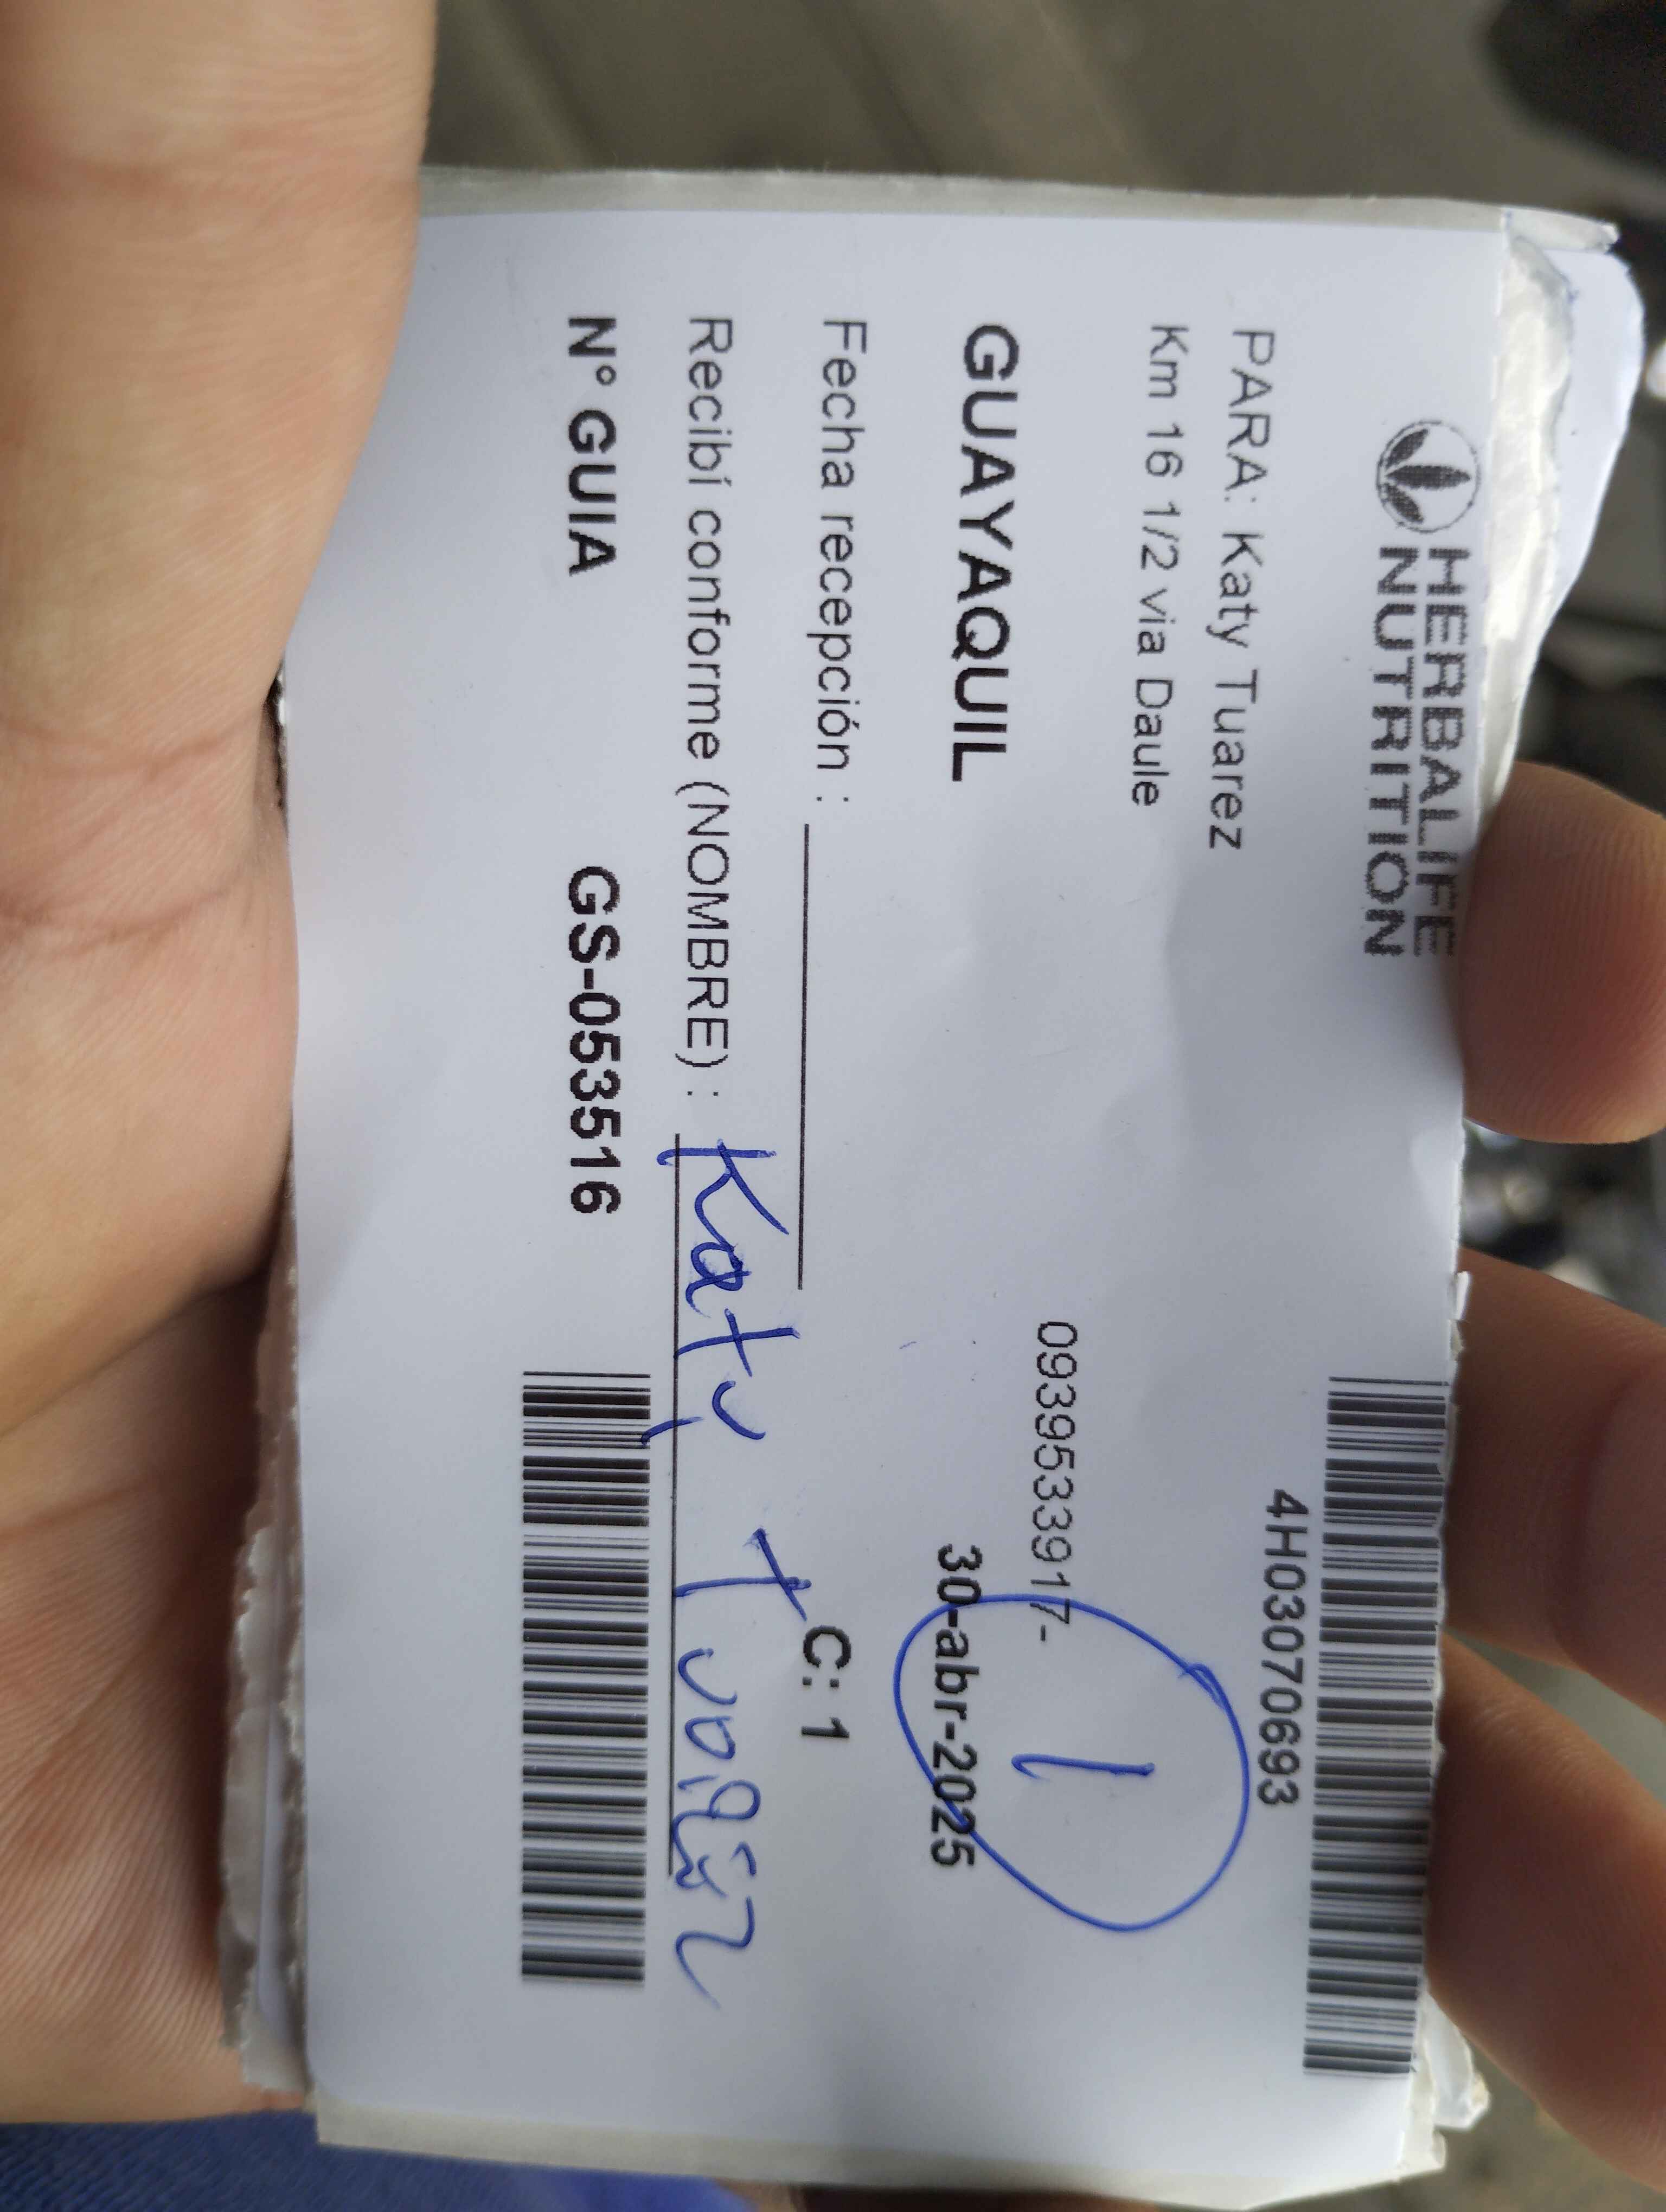 HERBALIFE
NUTRITION
4H03070693
PARA: Katy Tuarez
Km 16 1/2 via Daule
0939533917-
1
GUAYAQUIL
30-abr-2025
Fecha recepción :
C: 1
Recibí conforme (NOMBRE) : Katy Tuarez
N° GUIA GS-053516